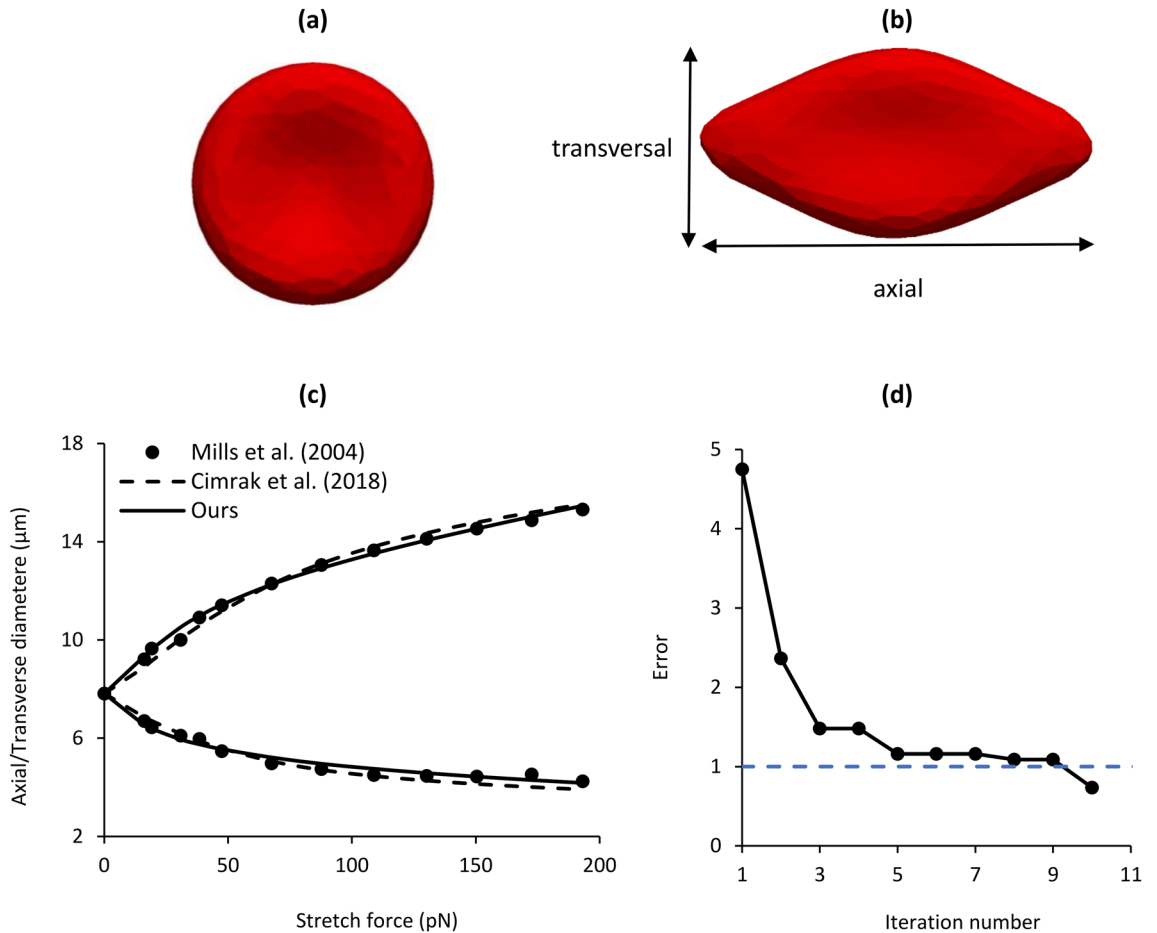 (a)
(b)
transversal
axial
(c)
Axial/Transverse diametere (μm)
18
14
10
6
2
Mills et al. (2004)
Cimrak et al. (2018)
Ours
0
50
100
150
200
Stretch force (pN)
(d)
Error
5
4
3
2
1
0
1
3
5
7
9
11
Iteration number